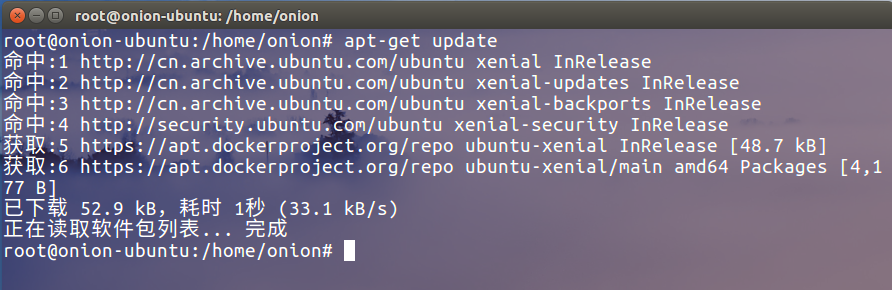 root@onion-ubuntu: /home/onion
root@onion-ubuntu:/home/onion# apt-get update
命中:1 http://cn.archive.ubuntu.com/ubuntu xenial InRelease
命中:2 http://cn.archive.ubuntu.com/ubuntu xenial-updates InRelease
命中:3 http://cn.archive.ubuntu.com/ubuntu xenial-backports InRelease
命中:4 http://security.ubuntu.com/ubuntu xenial-security InRelease
获取:5 https://apt.dockerproject.org/repo ubuntu-xenial InRelease [48.7 kB]
获取:6 https://apt.dockerproject.org/repo ubuntu-xenial/main amd64 Packages [4,1
77 B]
已下载 52.9 kB，耗时 1秒 (33.1 kB/s)
正在读取软件包列表... 完成
root@onion-ubuntu:/home/onion#